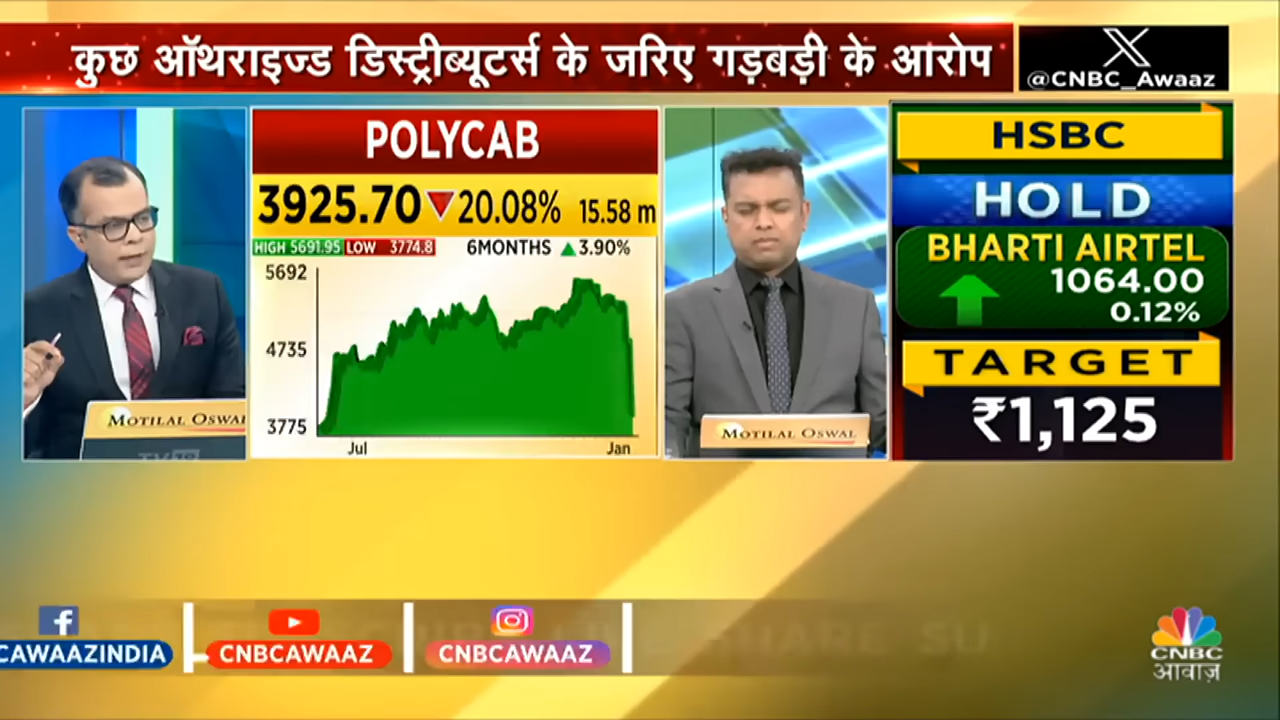 कुछ ऑथराइज्ड डिस्ट्रीब्यूटर्स के जरिए गड़बड़ी के आरोप
@CNBC_Awaaz
POLYCAB
3925.70 20.08% 15.58 m
HIGH 5691.95 LOW 3774.8 6MONTHS 3.90%
5692
4735
3775
Jul Jan
MOTILAL OSWAL
MOTILAL OSWAL
HSBC
HOLD
BHARTI AIRTEL
1064.00
0.12%
TARGET
₹1,125
CAWAAZINDIA
CNBCAWAAZ
CNBCAWAAZ
CNBC
आवाज़